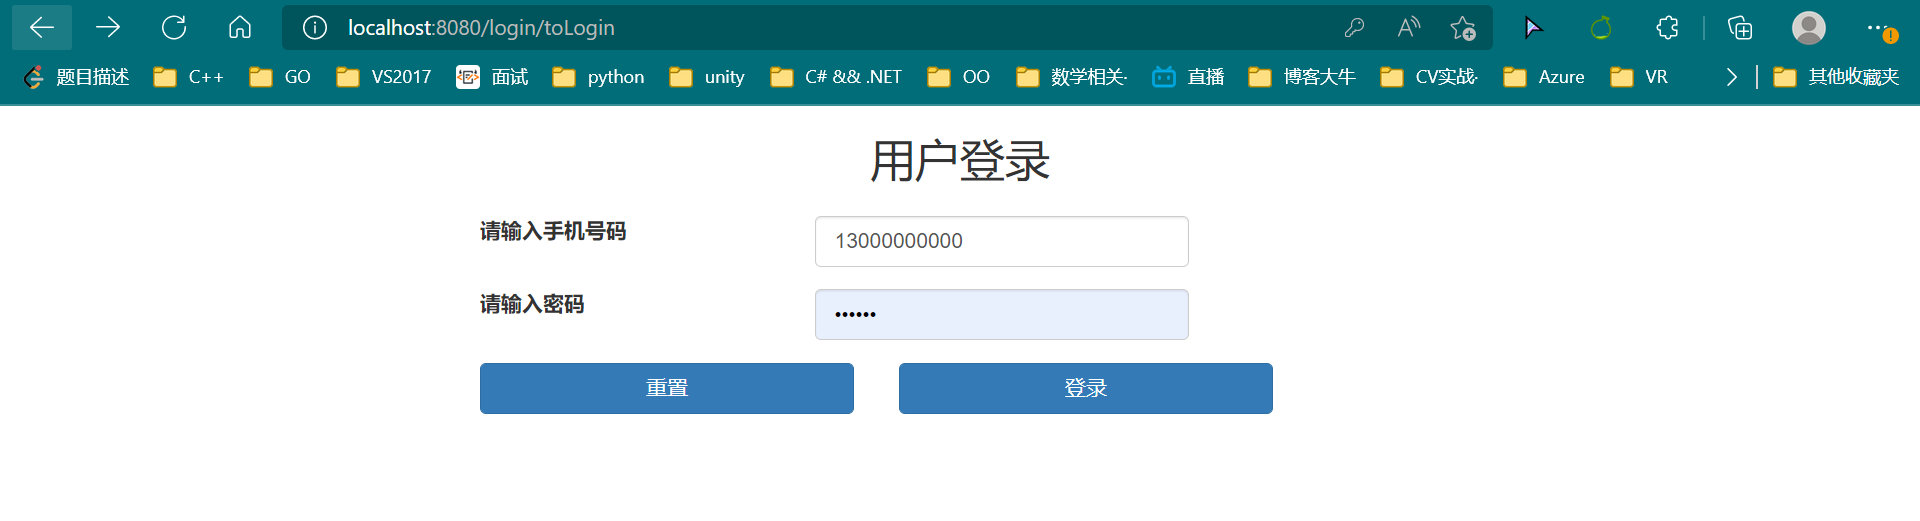 localhost:8080/login/toLogin
题目描述 C++ GO VS2017 面试 python unity C# && .NET OO 数学相关· 直播 博客大牛 CV实战· Azure VR 其他收藏夹
用户登录
请输入手机号码 13000000000
请输入密码 ••••••
重置 登录